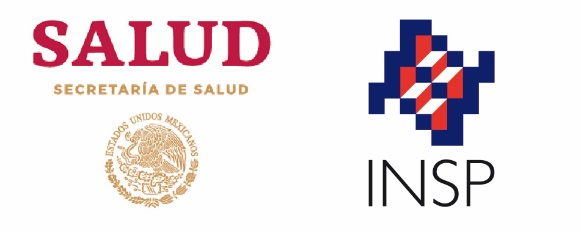 SALUD
SECRETARÍA DE SALUD
ESTADOS UNIDOS MEXICANOS
INSP